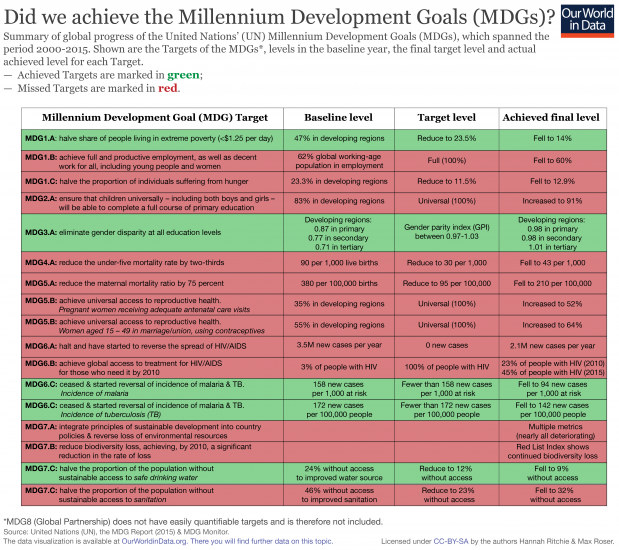 Did we achieve the Millennium Development Goals (MDGs)?
Our World
in Data
Summary of global progress of the United Nations' (UN) Millennium Development Goals (MDGs), which spanned the
period 2000-2015. Shown are the Targets of the MDGs*, levels in the baseline year, the final target level and actual
achieved level for each Target.
— Achieved Targets are marked in green;
— Missed Targets are marked in red.
Millennium Development Goal (MDG) Target
Baseline level
Target level
Achieved final level
MDG1.A: halve share of people living in extreme poverty (<$1.25 per day)
47% in developing regions
Reduce to 23.5%
Fell to 14%
MDG1.B: achieve full and productive employment, as well as decent
work for all, including young people and women
62% global working-age
population in employment
Full (100%)
Fell to 60%
MDG1.C: halve the proportion of individuals suffering from hunger
23.3% in developing regions
Reduce to 11.5%
Fell to 12.9%
MDG2.A: ensure that children universally – including both boys and girls –
will be able to complete a full course of primary education
83% in developing regions
Universal (100%)
Increased to 91%
MDG3.A: eliminate gender disparity at all education levels
Developing regions:
0.87 in primary
0.77 in secondary
0.71 in tertiary
Gender parity index (GPI)
between 0.97-1.03
Developing regions:
0.98 in primary
0.98 in secondary
1.01 in tertiary
MDG4.A: reduce the under-five mortality rate by two-thirds
90 per 1,000 live births
Reduce to 30 per 1,000
Fell to 43 per 1,000
MDG5.A: reduce the maternal mortality ratio by 75 percent
380 per 100,000 births
Reduce to 95 per 100,000
Fell to 210 per 100,000
MDG5.B: achieve universal access to reproductive health.
Pregnant women receiving adequate antenatal care visits
35% in developing regions
Universal (100%)
Increased to 52%
MDG5.B: achieve universal access to reproductive health.
Women aged 15 – 49 in marriage/union, using contraceptives
55% in developing regions
Universal (100%)
Increased to 64%
MDG6.A: halt and have started to reverse the spread of HIV/AIDS
3.5M new cases per year
0 new cases
2.1M new cases per year
MDG6.B: achieve global access to treatment for HIV/AIDS
for those who need it by 2010
3% of people with HIV
100% of people with HIV
23% of people with HIV (2010)
45% of people with HIV (2015)
MDG6.C: ceased & started reversal of incidence of malaria & TB.
Incidence of malaria
158 new cases
per 1,000 at risk
Fewer than 158 new cases
per 1,000 at risk
Fell to 94 new cases
per 1,000 at risk
MDG6.C: ceased & started reversal of incidence of malaria & TB.
Incidence of tuberculosis (TB)
172 new cases
per 100,000 people
Fewer than 172 new cases
per 100,000 people
Fell to 142 new cases
per 100,000 people
MDG7.A: integrate principles of sustainable development into country
policies & reverse loss of environmental resources
Multiple metrics
(nearly all deteriorating)
MDG7.B: reduce biodiversity loss, achieving, by 2010, a significant
reduction in the rate of loss
Red List Index shows
continued biodiversity loss
MDG7.C: halve the proportion of the population without
sustainable access to safe drinking water
24% without access
to improved water source
Reduce to 12%
without access
Fell to 9%
without access
MDG7.C: halve the proportion of the population without
sustainable access to sanitation
46% without access
to improved sanitation
Reduce to 23%
without access
Fell to 32%
without access
*MDG8 (Global Partnership) does not have easily quantifiable targets and is therefore not included.
Source: United Nations (UN), the MDG Report (2015) & MDG Monitor.
The data visualization is available at OurWorldinData.org. There you will find further data on this topic.
Licensed under CC-BY-SA by the authors Hannah Ritchie & Max Roser.